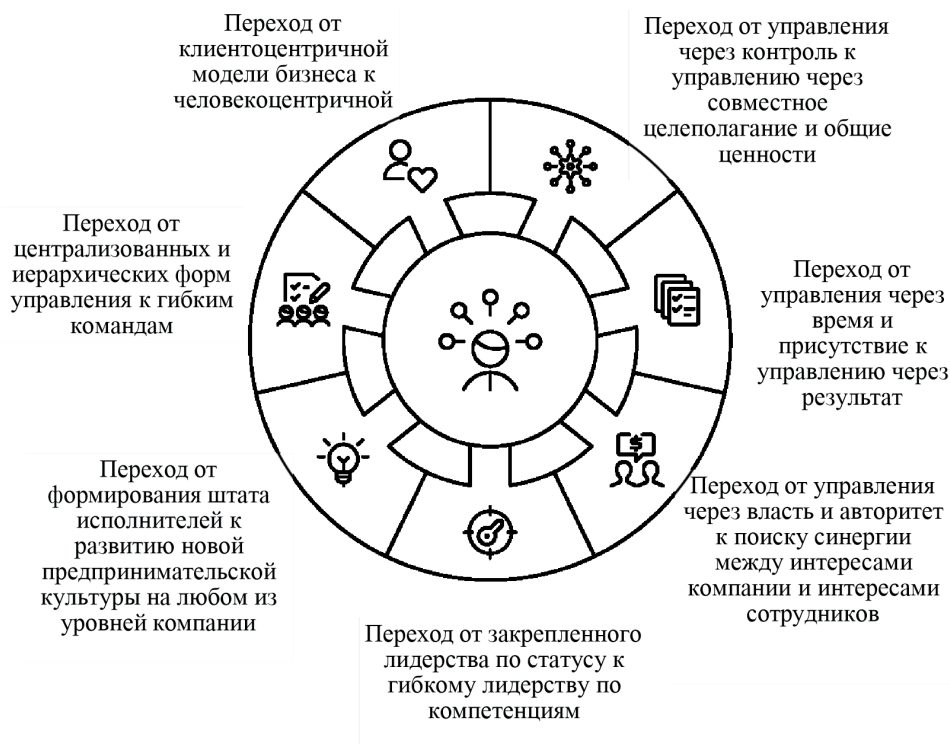 Переход от
клиентоцентричной
модели бизнеса к
человекоцентричной
Переход от управления
через контроль к
управлению через
совместное
целеполагание и общие
ценности
Переход от
централизованных и
иерархических форм
управления к гибким
командам
Переход от
управления через
время и
присутствие к
управлению через
результат
Переход от
формирования штата
исполнителей к
развитию новой
предпринимательской
культуры на любом из
уровней компании
Переход от управления
через власть и авторитет
к поиску синергии
между интересами
компании и интересами
сотрудников
Переход от закрепленного
лидерства по статусу к
гибкому лидерству по
компетенциям
$